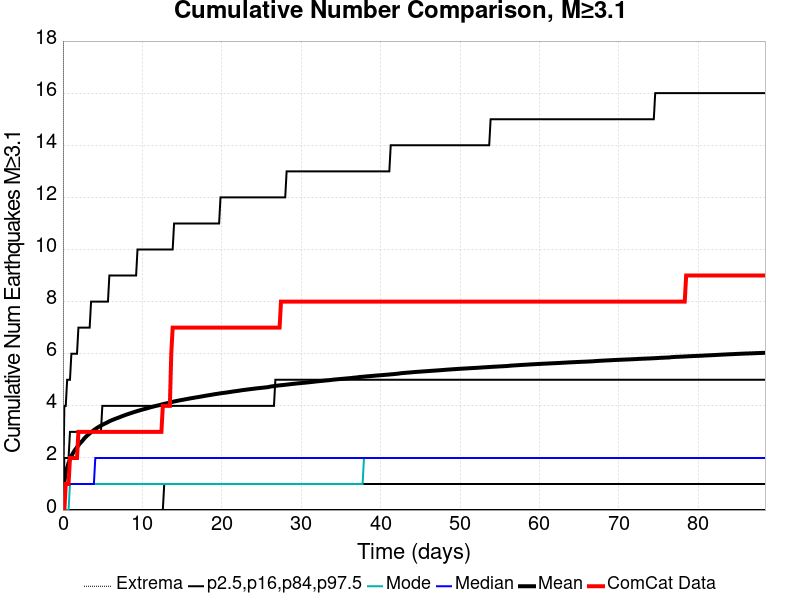 Cumulative Number Comparison, M≥3.1
Cumulative Num Earthquakes M≥3.1
18
16
14
12
10
8
6
4
2
0
0 10 20 30 40 50 60 70 80
Time (days)
Extrema p2.5,p16,p84,p97.5 Mode Median Mean ComCat Data